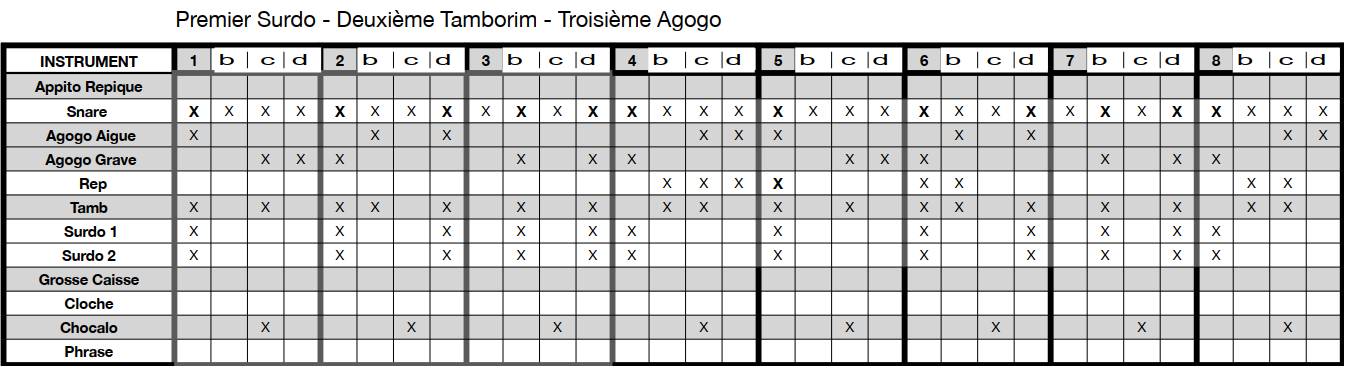 Premier Surdo - Deuxième Tamborim - Troisième Agogo
INSTRUMENT 1 b | c | d 2 b | c | d 3 b | c | d 4 b | c | d 5 b | c | d 6 b | c | d 7 b | c | d 8 b | c | d
Appito Repique
Snare X X X X X X X X X X X X X X X X X X X X X X X X X X X X X X X X
Agogo Aigue X X X X X X X X X X
Agogo Grave X X X X X X X X X X X X
Rep X X X X X X X X
Tamb X X X X X X X X X X X X X X X X X X
Surdo 1 X X X X X X X X X X X X
Surdo 2 X X X X X X X X X X X X
Grosse Caisse
Cloche
Chocalo X X X X X X X X
Phrase